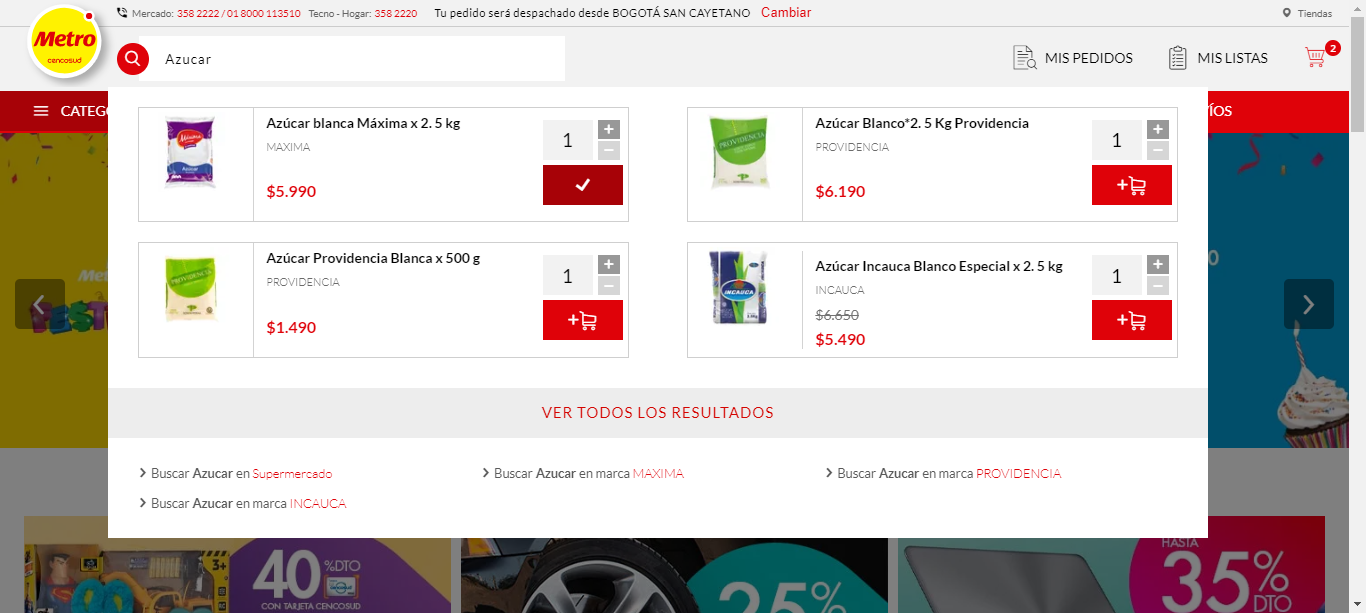 Mercado: 358 2222 / 01 8000 113510 Tecno - Hogar: 358 2220 Tu pedido será despachado desde BOGOTÁ SAN CAYETANO Cambiar Tiendas
Metro
cencosud
Azucar
MIS PEDIDOS
MIS LISTAS
2
CATEG
ÍOS
Azúcar blanca Máxima x 2. 5 kg
MAXIMA
$5.990
1
+
−
Azúcar Blanco*2. 5 Kg Providencia
PROVIDENCIA
$6.190
1
+
−
+
Azúcar Providencia Blanca x 500 g
PROVIDENCIA
$1.490
1
+
−
+
INCAUCA
Azúcar Incauca Blanco Especial x 2. 5 kg
INCAUCA
$6.650
$5.490
1
+
−
+
VER TODOS LOS RESULTADOS
Buscar Azucar en Supermercado
Buscar Azucar en marca MAXIMA
Buscar Azucar en marca PROVIDENCIA
Buscar Azucar en marca INCAUCA
3+
40 %DTO
CON TARJETA CENCOSUD
25%
HASTA
35%
DTO